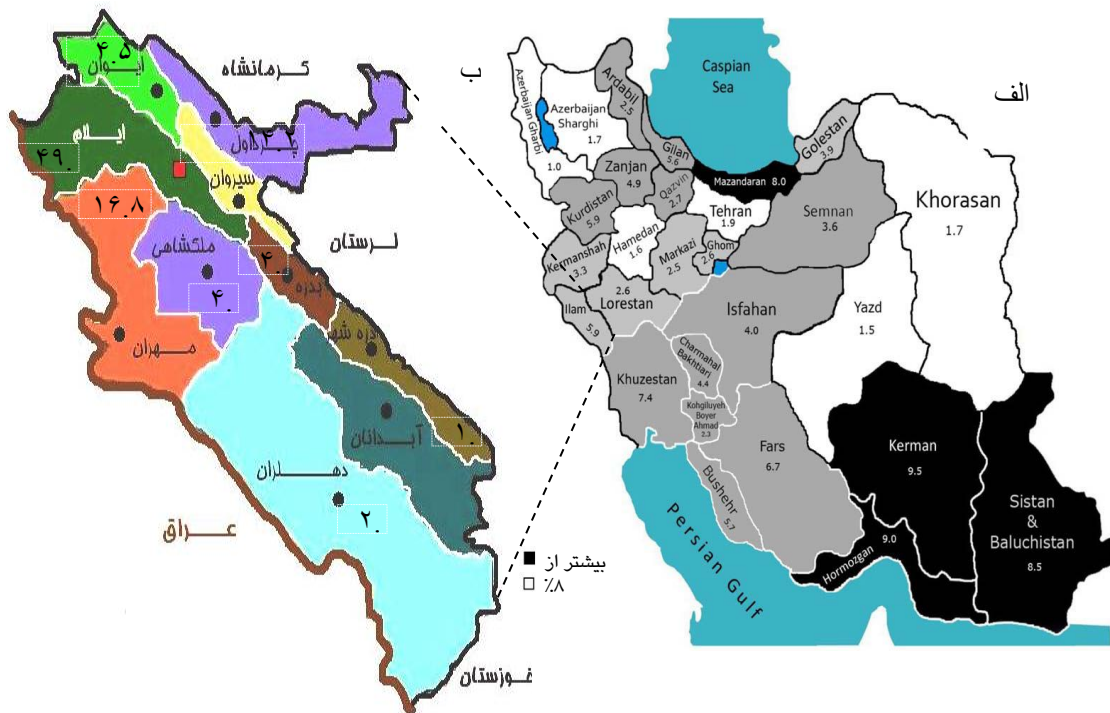 الف
Caspian
Sea
Azerbaijan Gharbi
1.0
Azerbaijan
Sharghi
1.7
Ardabil
2.5
Gilan
5.6
Golestan
3.9
Mazandaran 8.0
Khorasan
1.7
Zanjan
4.9
Qazvin
2.7
Tehran
1.9
Semnan
3.6
Kurdistan
5.9
Hamedan
1.6
Markazi
2.5
Ghom
2.6
Kermanshah
3.3
2.6
Lorestan
Ilam
5.9
Isfahan
4.0
Yazd
1.5
Khuzestan
7.4
Charmahal
Bakhtiari
4.4
Kohgiluyeh
Boyer
Ahmad
2.3
Fars
6.7
Kerman
9.5
Bushehr
5.7
Sistan
&
Baluchistan
8.5
Hormozgan
9.0
Persian Gulf
ب
۴.۵
ایوان
کرمانشاه
ایلام
۴۹.
سیروان
۱۶.۸
لرستان
ملکشاهی
۴.
۴.
بدره
مهران
دره شه
آبدانان
۱.
دهلران
۲.
عراق
خوزستان
بیشتر از
٪۸